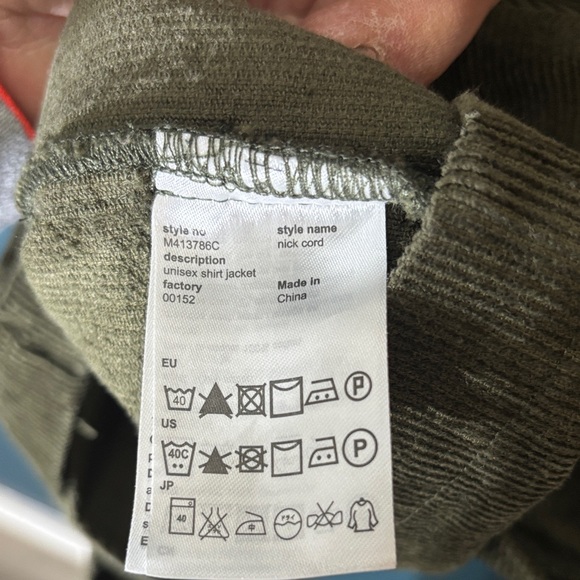 style no style name
M413786C nick cord
description
unisex shirt jacket
factory Made in
00152 China
EU
40 P
US
40C P
JP
40 中